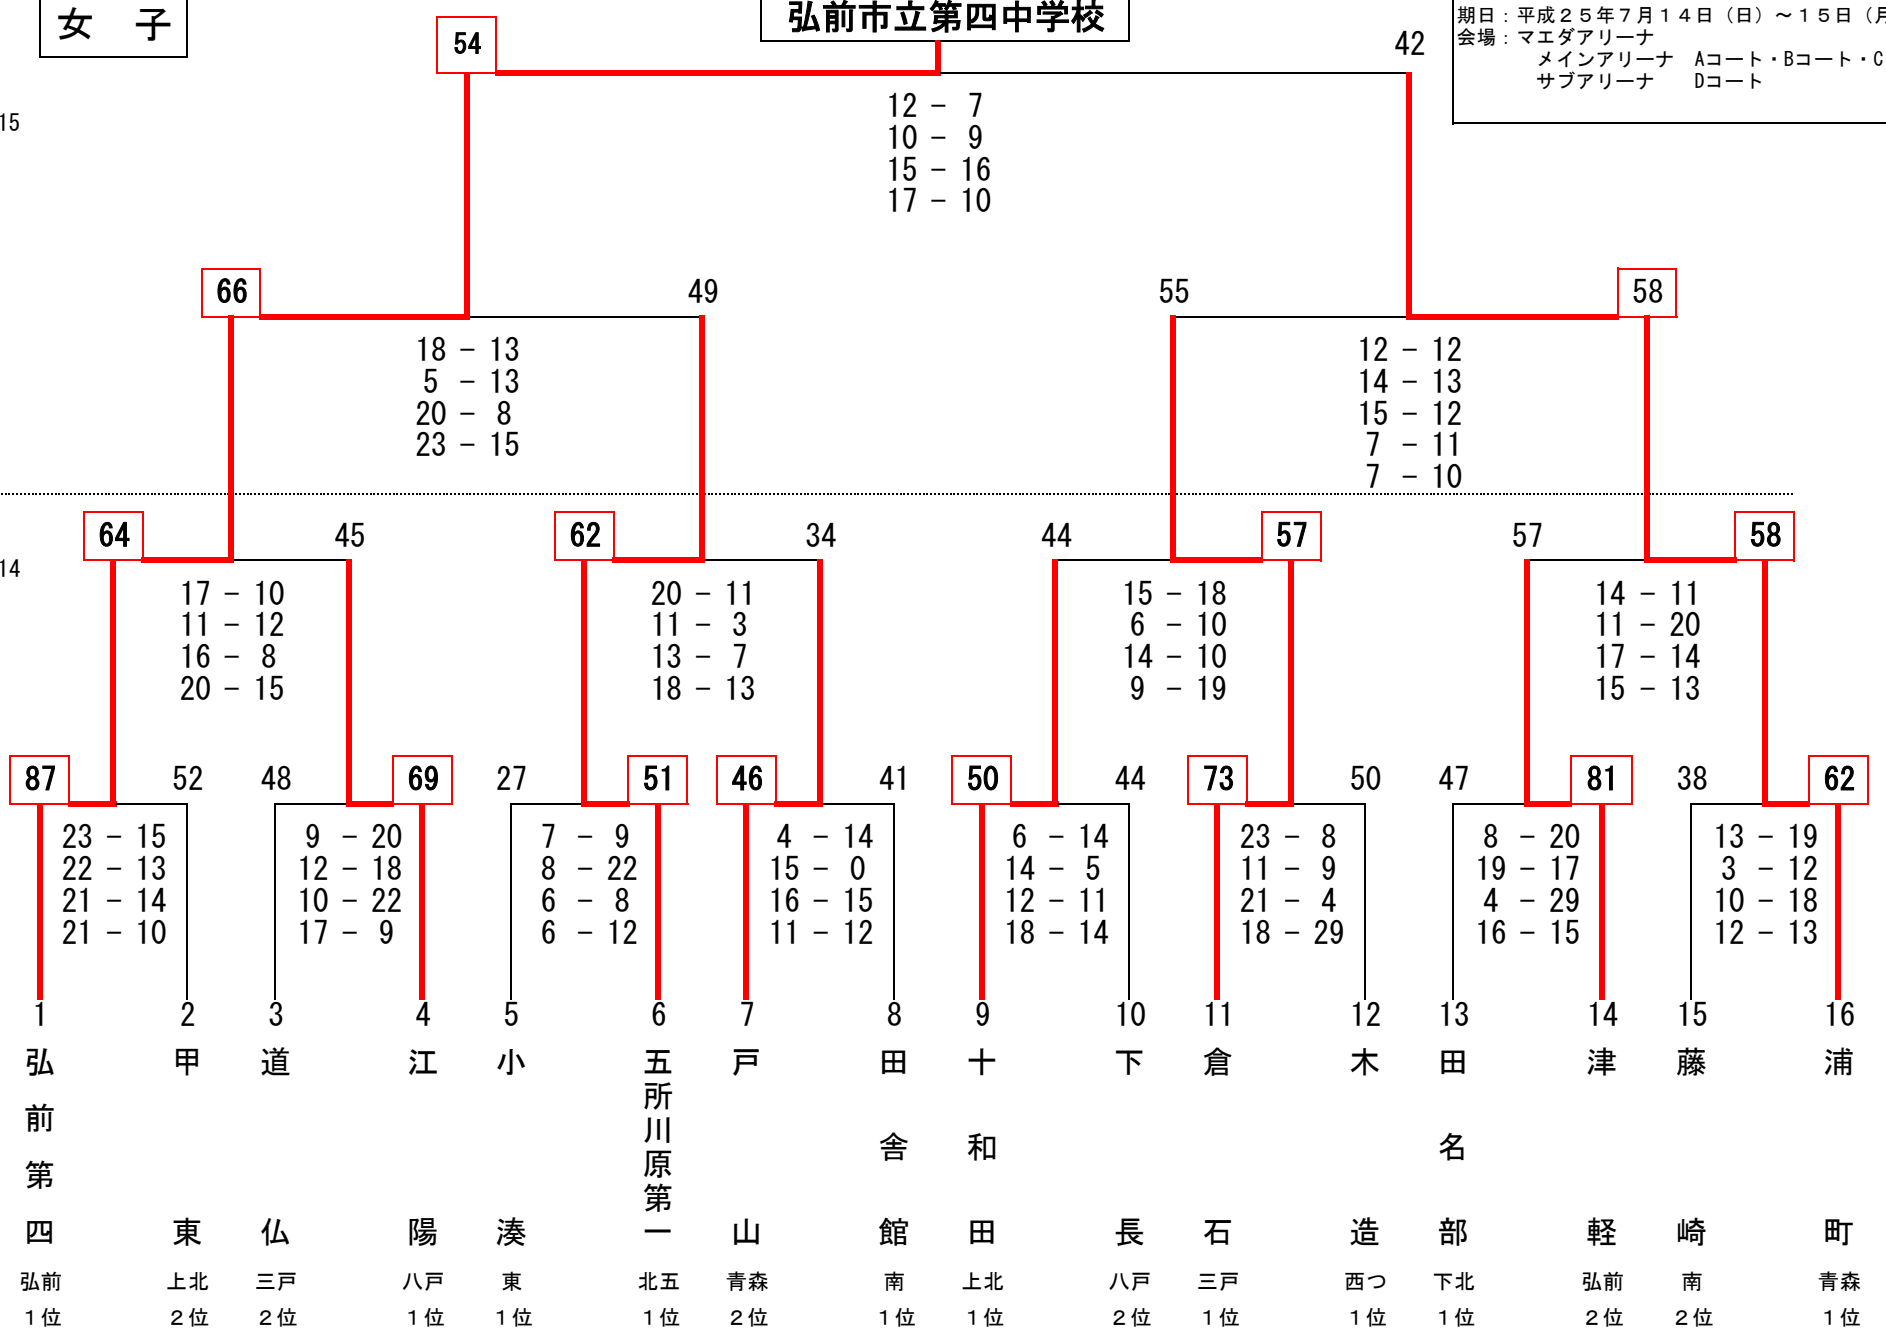 女　子
弘前市立第四中学校
期日：平成２５年７月１４日（日）～１５日（月
会場：マエダアリーナ
メインアリーナ　Aコート・Bコート・C
サブアリーナ　　Dコート
54
42
15
12 － 7
10 － 9
15 － 16
17 － 10
66
49
55
58
18 － 13
5 － 13
20 － 8
23 － 15
12 － 12
14 － 13
15 － 12
7 － 11
7 － 10
64
45
62
34
44
57
57
58
14
17 － 10
11 － 12
16 － 8
20 － 15
20 － 11
11 － 3
13 － 7
18 － 13
15 － 18
6 － 10
14 － 10
9 － 19
14 － 11
11 － 20
17 － 14
15 － 13
87
52
48
69
27
51
46
41
50
44
73
50
47
81
38
62
23 － 15
22 － 13
21 － 14
21 － 10
9 － 20
12 － 18
10 － 22
17 － 9
7 － 9
8 － 22
6 － 8
6 － 12
4 － 14
15 － 0
16 － 15
11 － 12
6 － 14
14 － 5
12 － 11
18 － 14
23 － 8
11 － 9
21 － 4
18 － 29
8 － 20
19 － 17
4 － 29
16 － 15
13 － 19
3 － 12
10 － 18
12 － 13
1
弘前第四
弘前
１位
2
甲東
上北
２位
3
道仏
三戸
２位
4
江陽
八戸
１位
5
小湊
東
１位
6
五所川原第一
北五
１位
7
戸山
青森
２位
8
田舎館
南
１位
9
十和田
上北
１位
10
下長
八戸
２位
11
倉石
三戸
１位
12
木造
西つ
１位
13
田名部
下北
１位
14
津軽
弘前
２位
15
藤崎
南
２位
16
浦町
青森
１位